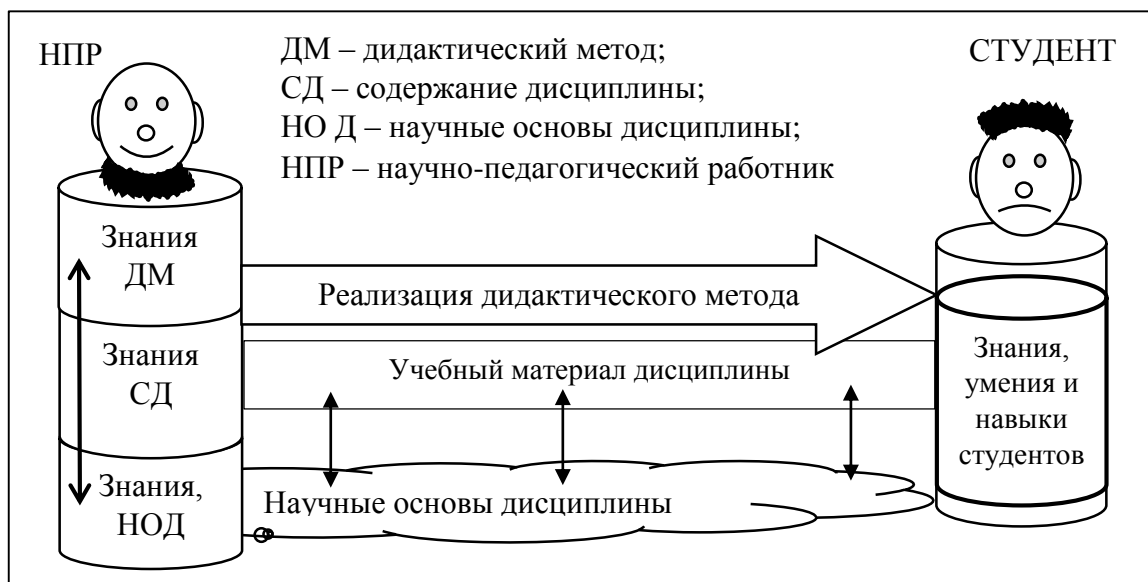 НПР
ДМ – дидактический метод;
СД – содержание дисциплины;
НО Д – научные основы дисциплины;
НПР – научно-педагогический работник
СТУДЕНТ
Знания
ДМ
Реализация дидактического метода
Знания
СД
Учебный материал дисциплины
Знания,
умения и
навыки
студентов
Знания,
НОД
Научные основы дисциплины